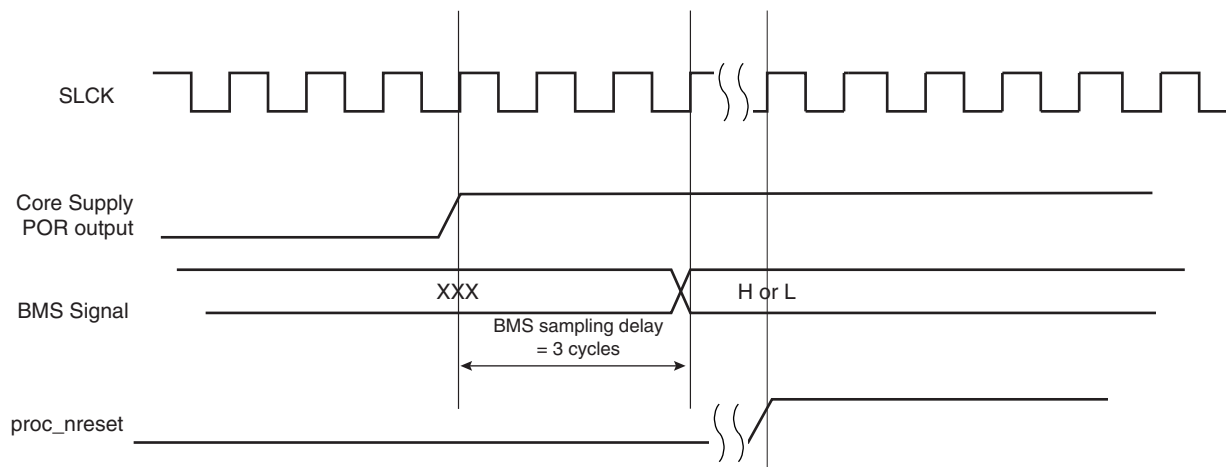 SLCK
Core Supply
POR output
XXX
H or L
BMS Signal
BMS sampling delay
= 3 cycles
proc_nreset